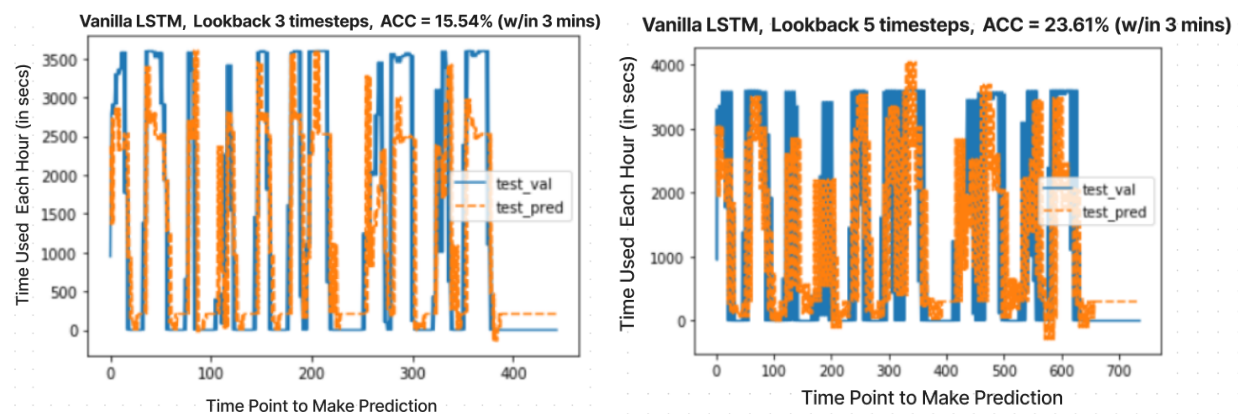 Vanilla LSTM, Lookback 3 timesteps, ACC = 15.54% (w/in 3 mins)
Time Used Each Hour (in secs)
3500
3000
2500
2000
1500
1000
500
0
test_val
test_pred
0 100 200 300 400
Time Point to Make Prediction
Vanilla LSTM, Lookback 5 timesteps, ACC = 23.61% (w/in 3 mins)
Time Used Each Hour (in secs)
4000
3000
2000
1000
0
test_val
test_pred
0 100 200 300 400 500 600 700
Time Point to Make Prediction